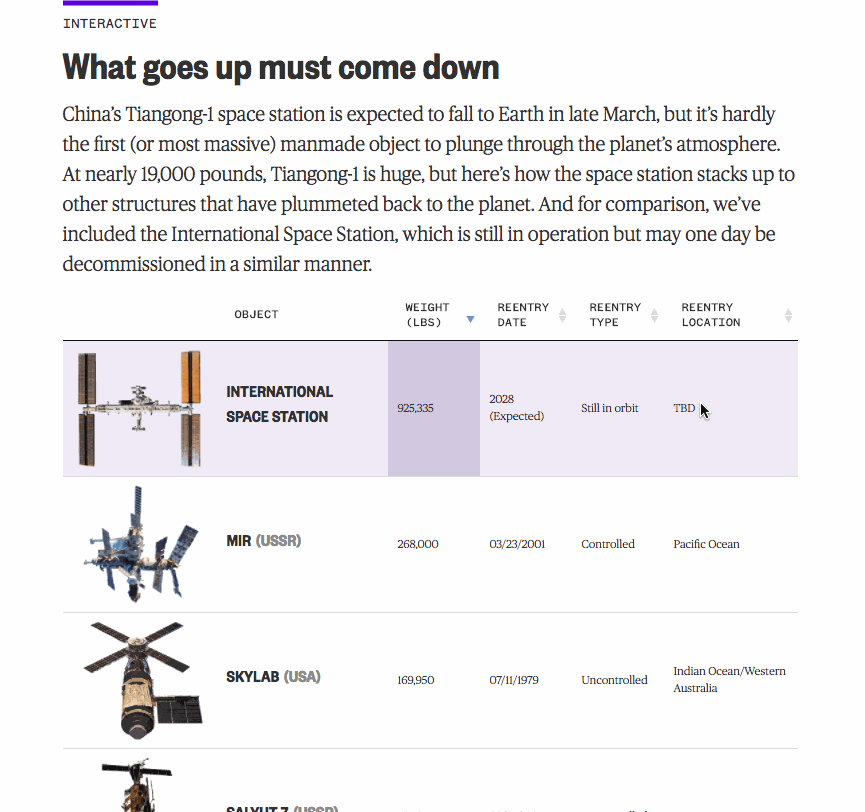 INTERACTIVE
What goes up must come down
China’s Tiangong-1 space station is expected to fall to Earth in late March, but it’s hardly
the first (or most massive) manmade object to plunge through the planet’s atmosphere.
At nearly 19,000 pounds, Tiangong-1 is huge, but here’s how the space station stacks up to
other structures that have plummeted back to the planet. And for comparison, we’ve
included the International Space Station, which is still in operation but may one day be
decommissioned in a similar manner.
OBJECT
WEIGHT
(LBS)
REENTRY
DATE
REENTRY
TYPE
REENTRY
LOCATION
INTERNATIONAL
SPACE STATION
925,335
2028
(Expected)
Still in orbit
TBD
MIR (USSR)
268,000
03/23/2001
Controlled
Pacific Ocean
SKYLAB (USA)
169,950
07/11/1979
Uncontrolled
Indian Ocean/Western
Australia
SALYUT 7 (USSR)